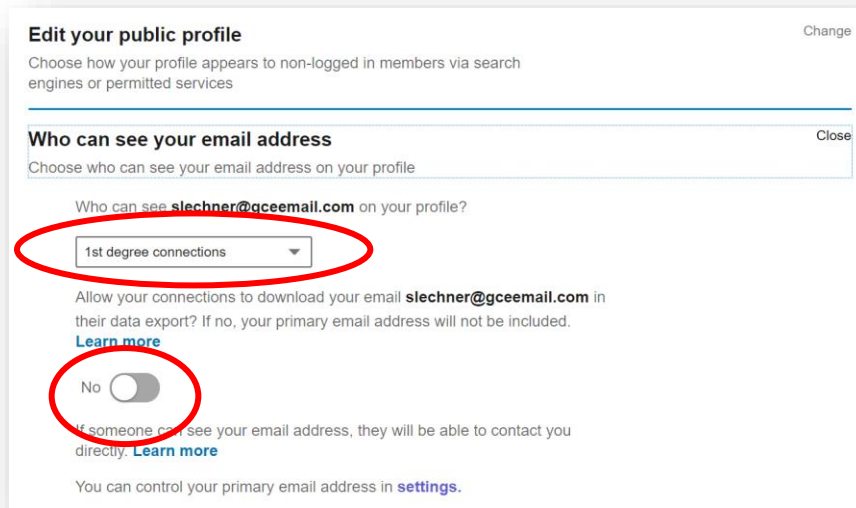 Edit your public profile
Change
Choose how your profile appears to non-logged in members via search
engines or permitted services
Who can see your email address
Close
Choose who can see your email address on your profile
Who can see slechner@gceemail.com on your profile?
1st degree connections
Allow your connections to download your email slechner@gceemail.com in
their data export? If no, your primary email address will not be included.
Learn more
No
If someone can see your email address, they will be able to contact you
directly. Learn more
You can control your primary email address in settings.